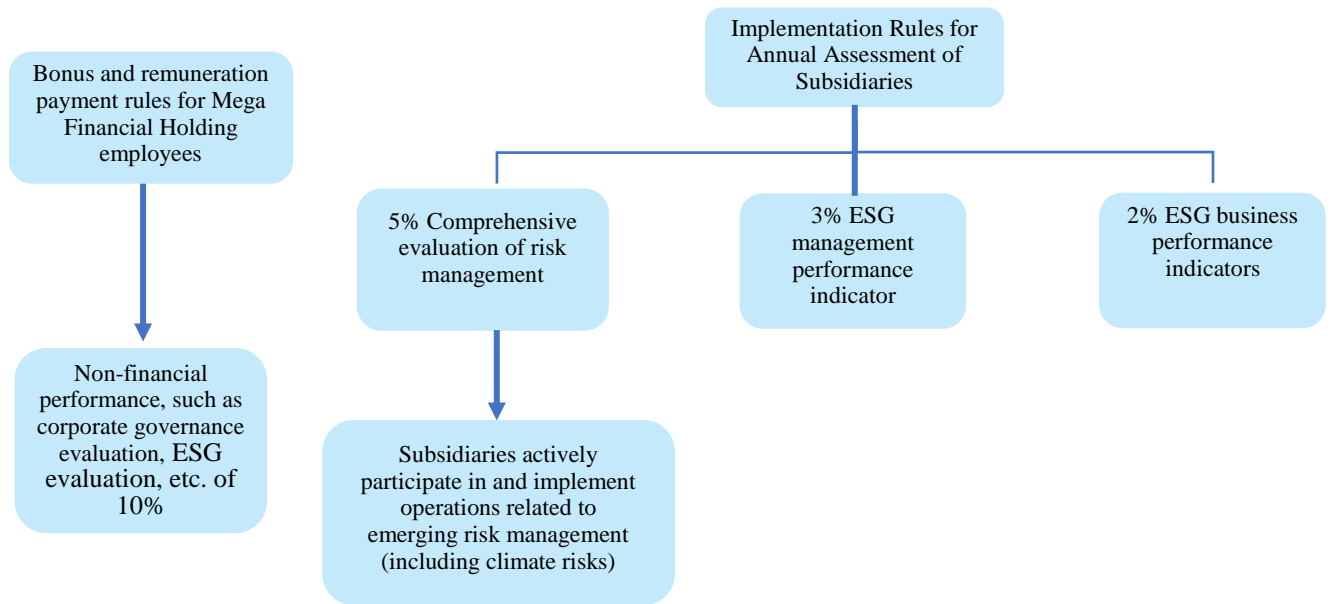 Bonus and remuneration
payment rules for Mega
Financial Holding
employees
Non-financial
performance, such as
corporate governance
evaluation, ESG
evaluation, etc. of
10%
Implementation Rules for
Annual Assessment of
Subsidiaries
5% Comprehensive
evaluation of risk
management
3% ESG
management
performance
indicator
2% ESG business
performance
indicators
Subsidiaries actively
participate in and implement
operations related to
emerging risk management
(including climate risks)